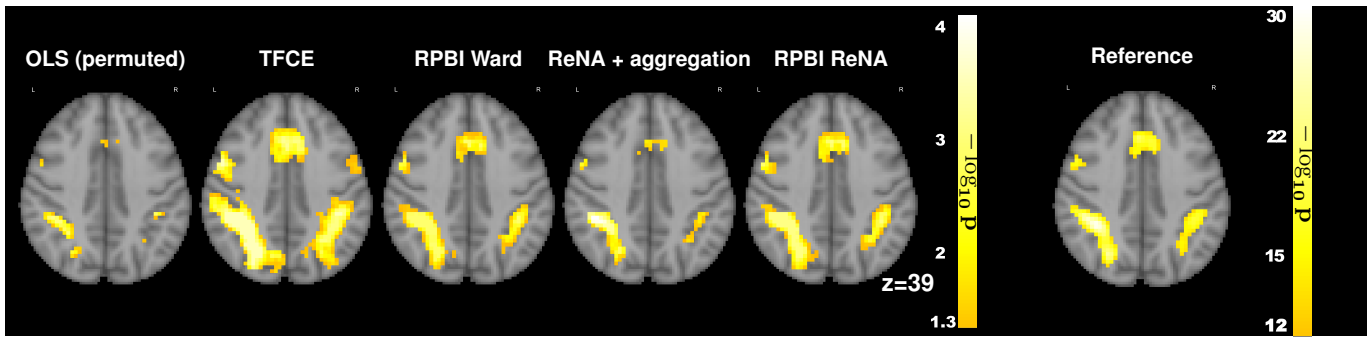 OLS (permuted) TFCE RPBI Ward ReNA + aggregation RPBI ReNA Reference
L R L R L R L R L R L R
4
3
2
1.3
− log₁₀ p
z=39
30
22
15
12
− log₁₀ p